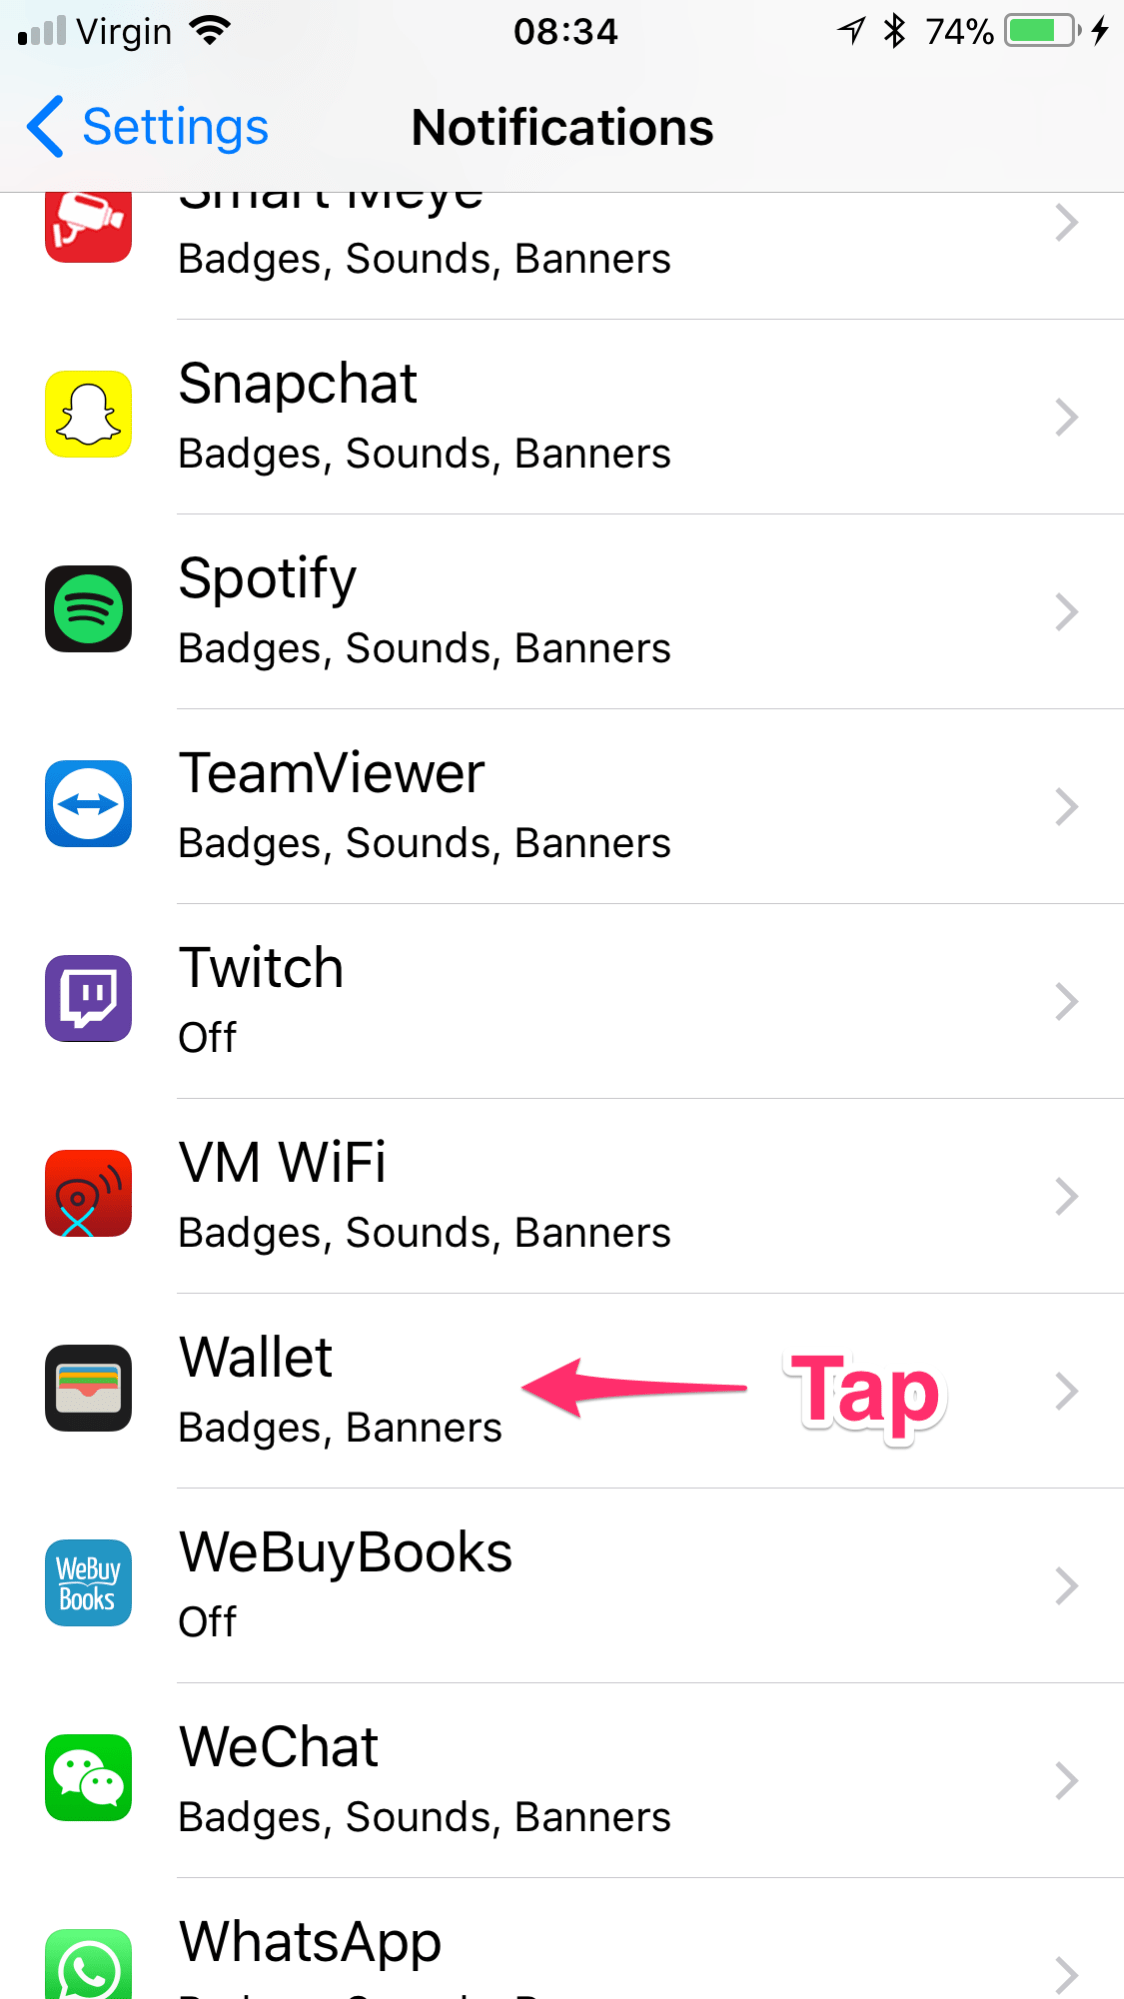 Virgin 08:34 74%
Settings Notifications
Smart Meye
Badges, Sounds, Banners
Snapchat
Badges, Sounds, Banners
Spotify
Badges, Sounds, Banners
TeamViewer
Badges, Sounds, Banners
Twitch
Off
VM WiFi
Badges, Sounds, Banners
Wallet
Badges, Banners
Tap
WeBuyBooks
Off
WeBuy
Books
WeChat
Badges, Sounds, Banners
WhatsApp